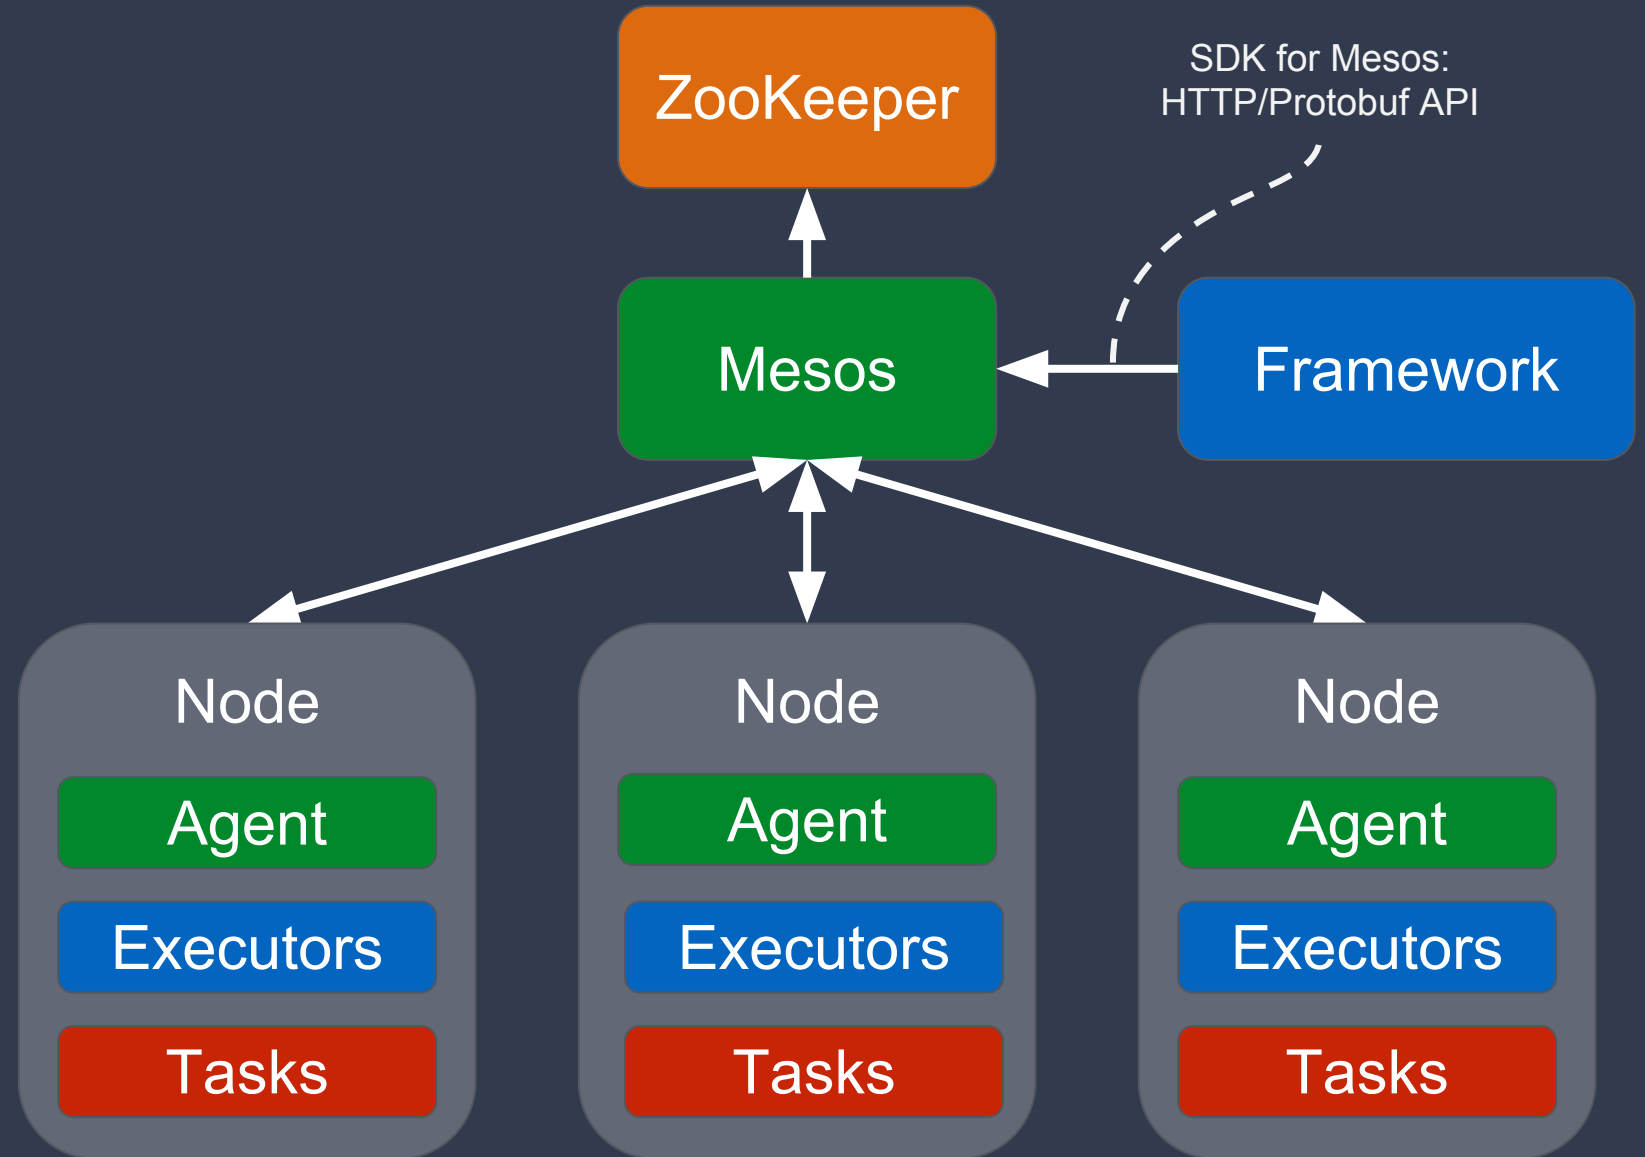 ZooKeeper
SDK for Mesos:
HTTP/Protobuf API
Mesos
Framework
Node
Agent
Executors
Tasks
Node
Agent
Executors
Tasks
Node
Agent
Executors
Tasks